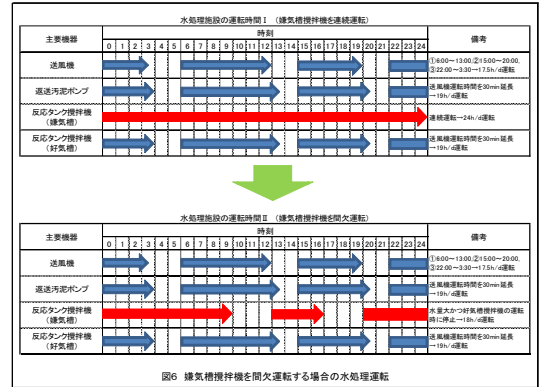 水処理施設の運転時間Ⅰ （嫌気槽撹拌機を連続運転）
主要機器
時刻
備考
0 1 2 3 4 5 6 7 8 9 10 11 12 13 14 15 16 17 18 19 20 21 22 23 24
送風機
①6:00～13:00,②15:00～20:00,
③22:00～3:30→17.5h/d運転
返送汚泥ポンプ
送風機運転時間を30min延長
→19h/d運転
反応タンク撹拌機
（嫌気槽）
連続運転→24h/d運転
反応タンク撹拌機
（好気槽）
送風機運転時間を30min延長
→19h/d運転
水処理施設の運転時間Ⅱ （嫌気槽撹拌機を間欠運転）
主要機器
時刻
備考
0 1 2 3 4 5 6 7 8 9 10 11 12 13 14 15 16 17 18 19 20 21 22 23 24
送風機
①6:00～13:00,②15:00～20:00,
③22:00～3:30→17.5h/d運転
返送汚泥ポンプ
送風機運転時間を30min延長
→19h/d運転
反応タンク撹拌機
（嫌気槽）
水量大かつ好気槽撹拌機の運転
時に停止→18h/d運転
反応タンク撹拌機
（好気槽）
送風機運転時間を30min延長
→19h/d運転
図6 嫌気槽撹拌機を間欠運転する場合の水処理運転